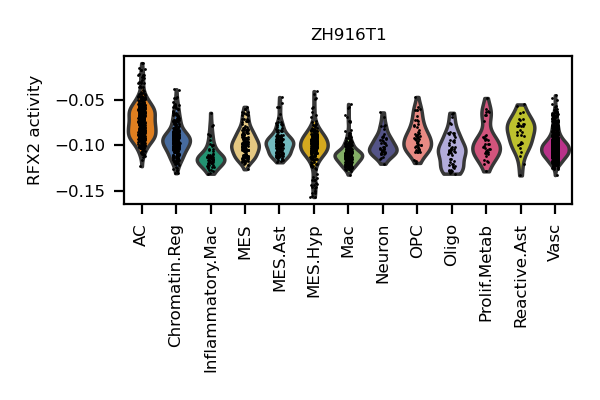 ZH916T1
RFX2 activity
−0.05
−0.10
−0.15
AC
Chromatin.Reg
Inflammatory.Mac
MES
MES.Ast
MES.Hyp
Mac
Neuron
OPC
Oligo
Prolif.Metab
Reactive.Ast
Vasc